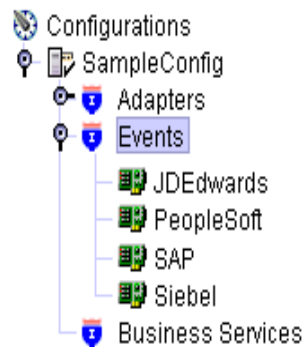 Configurations
SampleConfig
Adapters
Events
JDEdwards
PeopleSoft
SAP
Siebel
Business Services